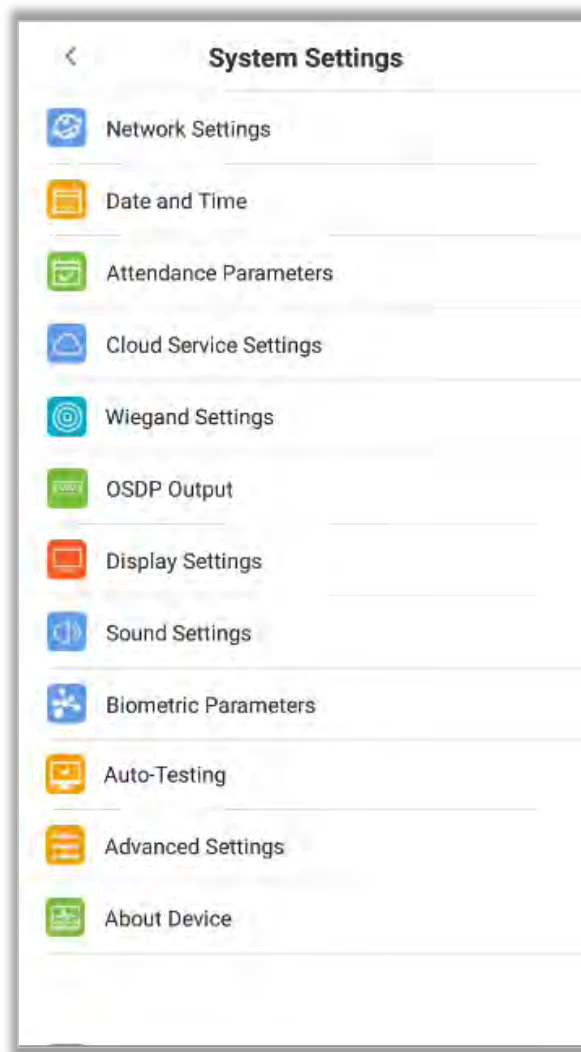 System Settings
Network Settings
Date and Time
Attendance Parameters
Cloud Service Settings
Wiegand Settings
OSDP Output
Display Settings
Sound Settings
Biometric Parameters
Auto-Testing
Advanced Settings
About Device